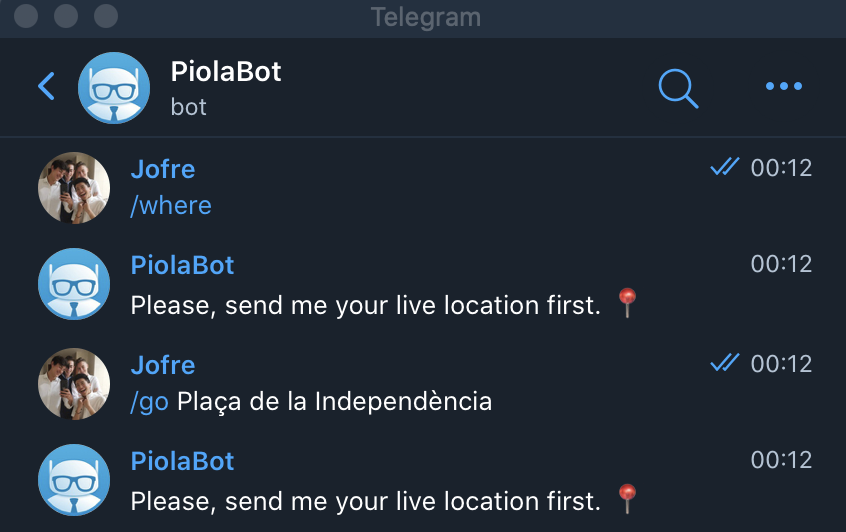 Telegram
PiolaBot
bot
Jofre
00:12
/where
PiolaBot
00:12
Please, send me your live location first. 📍
Jofre
00:12
/go Plaça de la Independència
PiolaBot
00:12
Please, send me your live location first. 📍